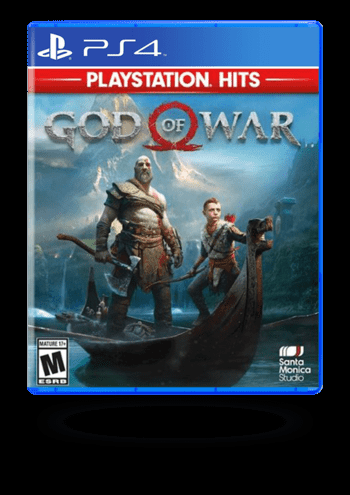 PS4
PLAYSTATION HITS
GOD OF WAR
MATURE 17+
M
ESRB
Santa
Monica
Studio